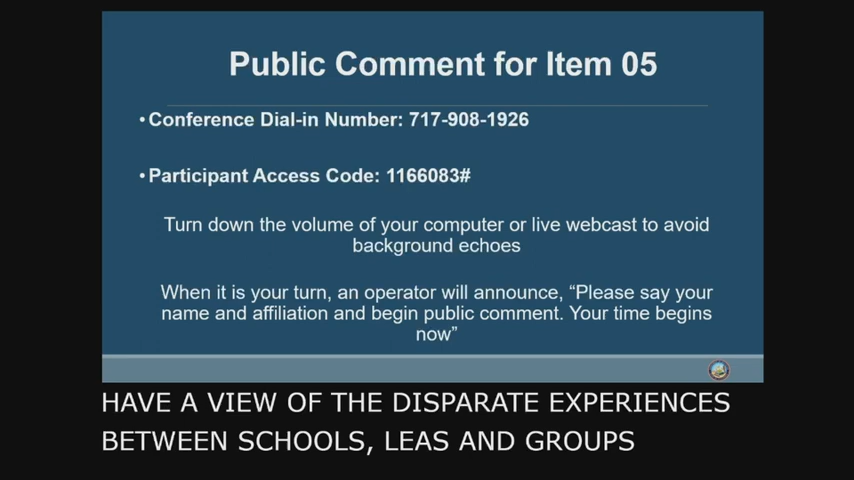 Public Comment for Item 05
•Conference Dial-in Number: 717-908-1926
•Participant Access Code: 1166083#
Turn down the volume of your computer or live webcast to avoid
background echoes
When it is your turn, an operator will announce, “Please say your
name and affiliation and begin public comment. Your time begins
now”
HAVE A VIEW OF THE DISPARATE EXPERIENCES
BETWEEN SCHOOLS, LEAS AND GROUPS